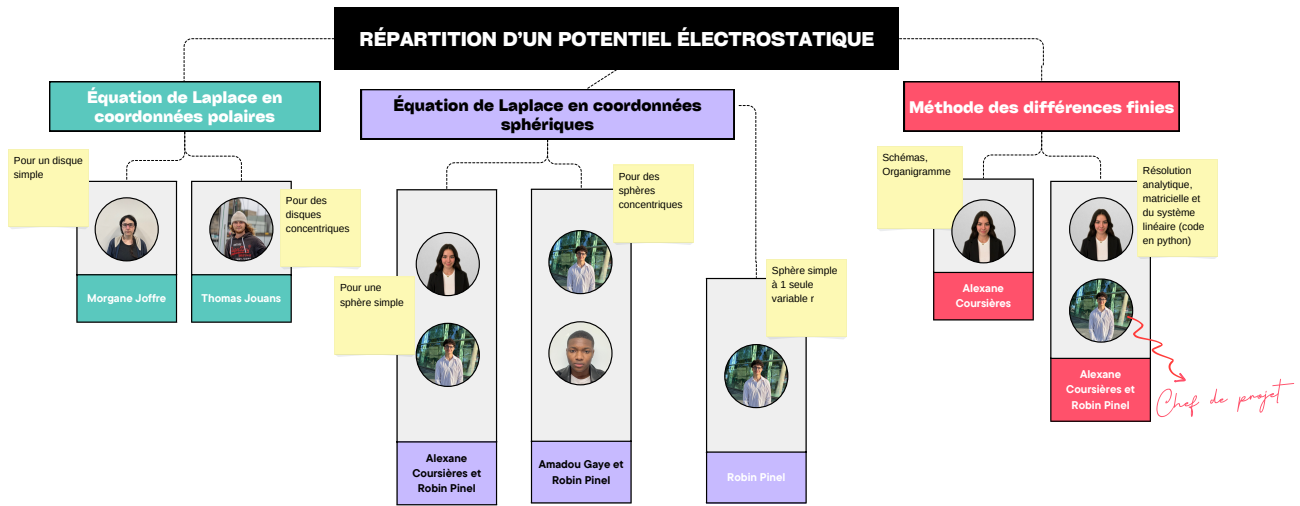 RÉPARTITION D'UN POTENTIEL ÉLECTROSTATIQUE
Équation de Laplace en
coordonnées polaires
Pour un disque
simple
Morgane Joffre
Pour des
disques
concentriques
Thomas Jouans
Équation de Laplace en coordonnées
sphériques
Pour une
sphère simple
Alexane
Coursières et
Robin Pinel
Pour des
sphères
concentriques
Amadou Gaye et
Robin Pinel
Sphère simple
à 1 seule
variable r
Robin Pinel
Méthode des différences finies
Schémas,
Organigramme
Alexane
Coursières
Résolution
analytique,
matricielle et
du système
linéaire (code
en python)
Alexane
Coursières et
Robin Pinel
Chef de projet